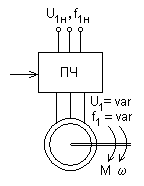 U1н, f1н
ПЧ
U1= var
f1 = var
M ω